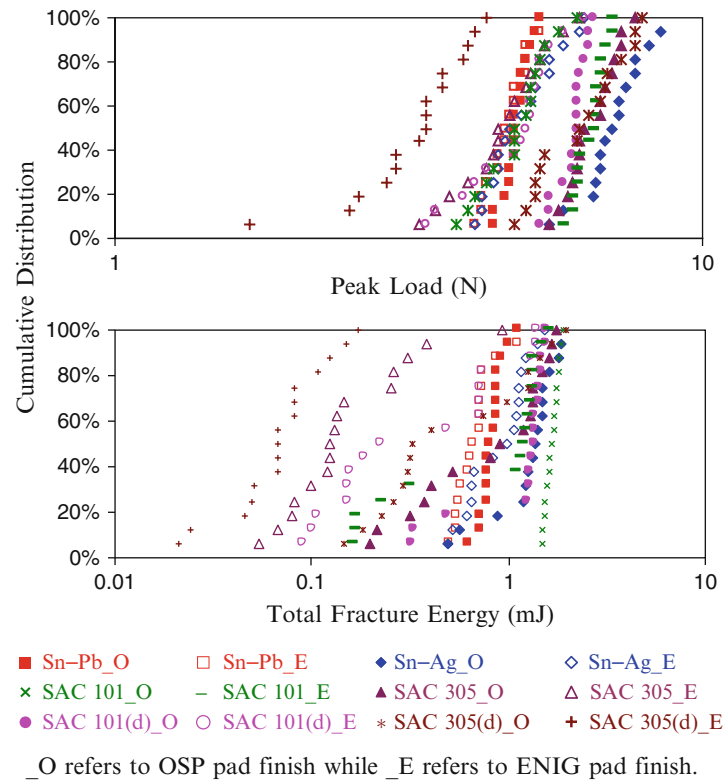 100%
80%
60%
40%
20%
0%
1
10
Peak Load (N)
Cumulative Distribution
100%
80%
60%
40%
20%
0%
0.01
0.1
1
10
Total Fracture Energy (mJ)
Sn–Pb_O Sn–Pb_E Sn–Ag_O Sn–Ag_E
SAC 101_O SAC 101_E SAC 305_O SAC 305_E
SAC 101(d)_O SAC 101(d)_E SAC 305(d)_O SAC 305(d)_E
_O refers to OSP pad finish while _E refers to ENIG pad finish.